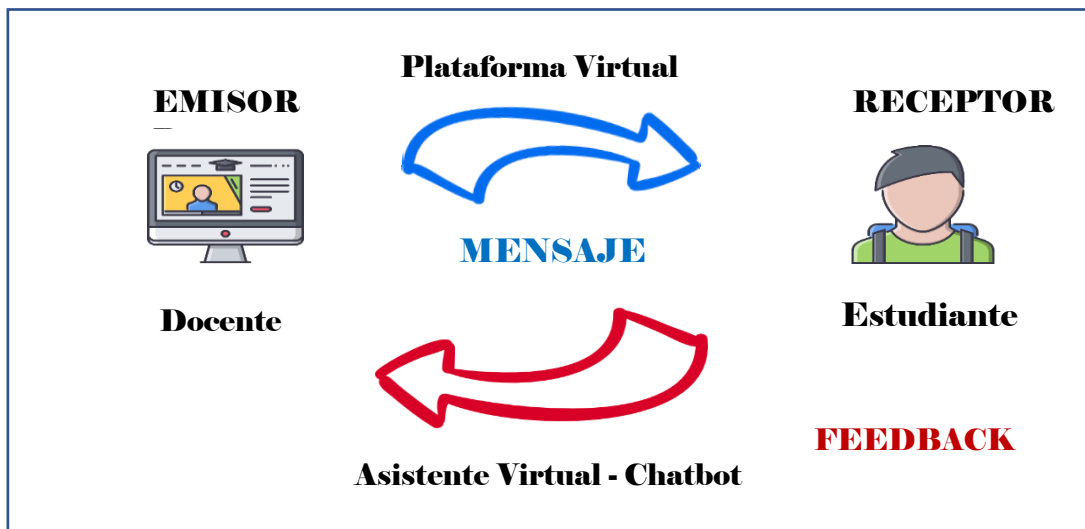 Plataforma Virtual
EMISOR
RECEPTOR
MENSAJE
Docente
Estudiante
FEEDBACK
Asistente Virtual - Chatbot